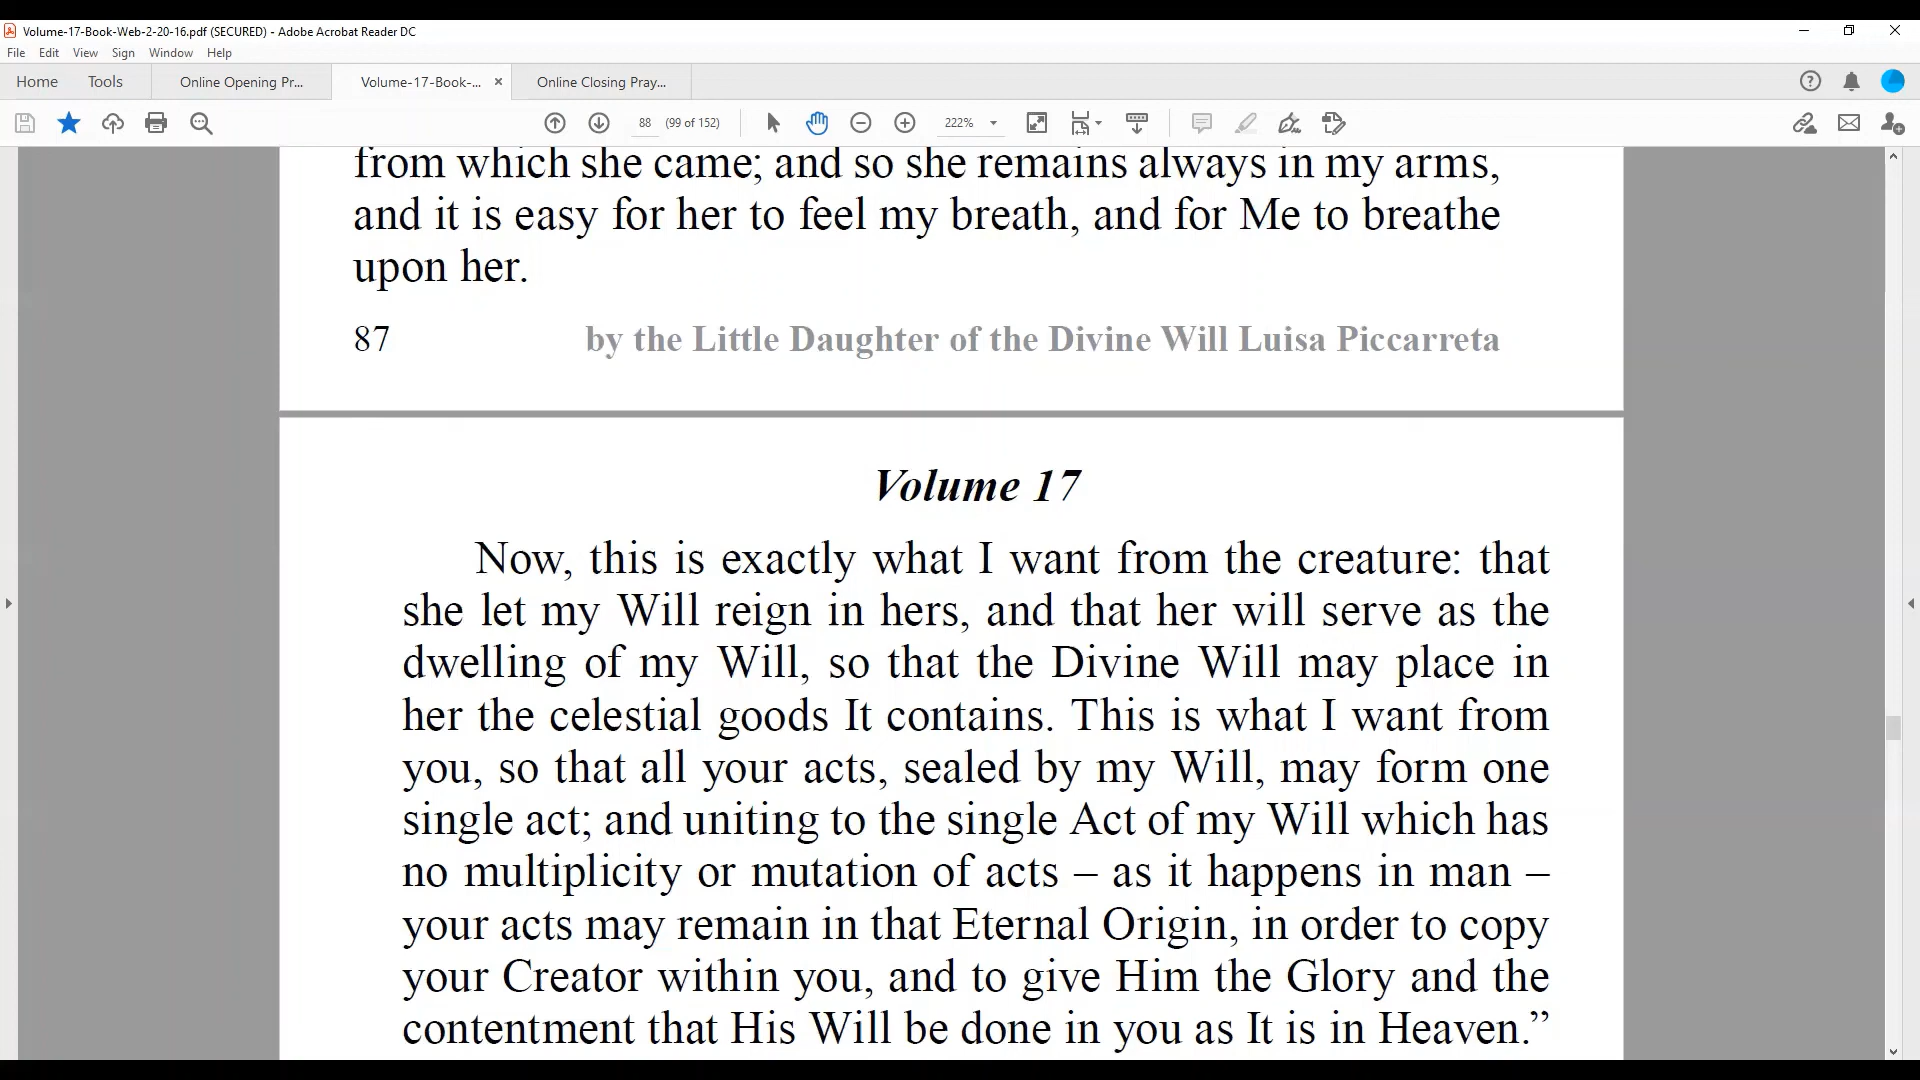 Volume-17-Book-Web-2-20-16.pdf (SECURED) - Adobe Acrobat Reader DC
File Edit View Sign Window Help
Home Tools Online Opening Pr... Volume-17-Book-... × Online Closing Pray...
88 (99 of 152) 222%
from which she came; and so she remains always in my arms,
and it is easy for her to feel my breath, and for Me to breathe
upon her.
87 by the Little Daughter of the Divine Will Luisa Piccarreta
Volume 17
Now, this is exactly what I want from the creature: that
she let my Will reign in hers, and that her will serve as the
dwelling of my Will, so that the Divine Will may place in
her the celestial goods It contains. This is what I want from
you, so that all your acts, sealed by my Will, may form one
single act; and uniting to the single Act of my Will which has
no multiplicity or mutation of acts – as it happens in man –
your acts may remain in that Eternal Origin, in order to copy
your Creator within you, and to give Him the Glory and the
contentment that His Will be done in you as It is in Heaven.”